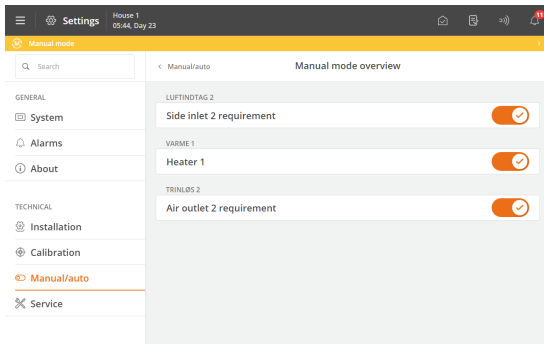 Settings
House 1
05:44, Day 23
11
M Manual mode
Search
Manual/auto
Manual mode overview
GENERAL
System
Alarms
About
TECHNICAL
Installation
Calibration
Manual/auto
Service
LUFTINDTAG 2
Side inlet 2 requirement
VARME 1
Heater 1
TRINLØS 2
Air outlet 2 requirement